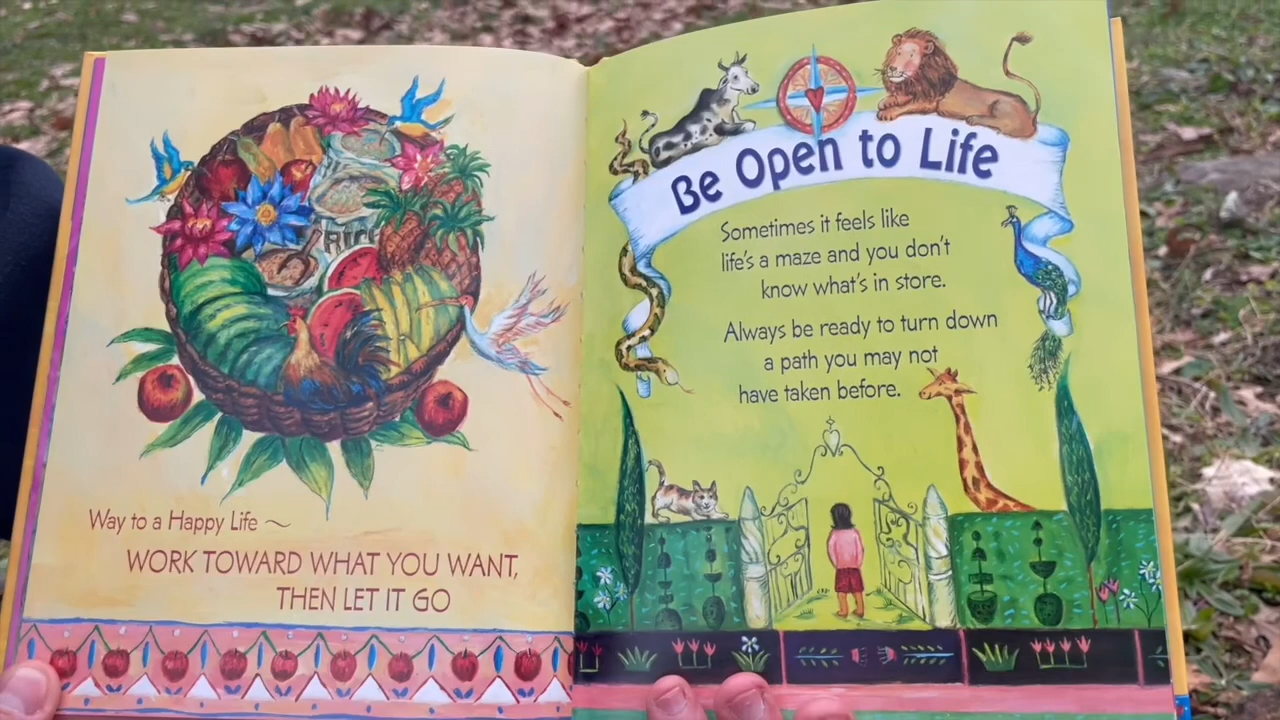 RICE
Way to a Happy Life ~
WORK TOWARD WHAT YOU WANT,
THEN LET IT GO
Be Open to Life
Sometimes it feels like
life's a maze and you don't
know what's in store.
Always be ready to turn down
a path you may not
have taken before.